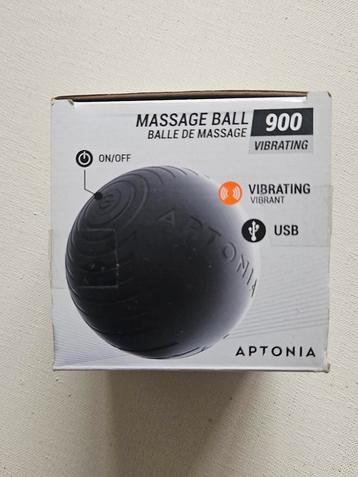 MASSAGE BALL 900
BALLE DE MASSAGE VIBRATING
ON/OFF
VIBRATING
VIBRANT
USB
APTONIA
APTONIA